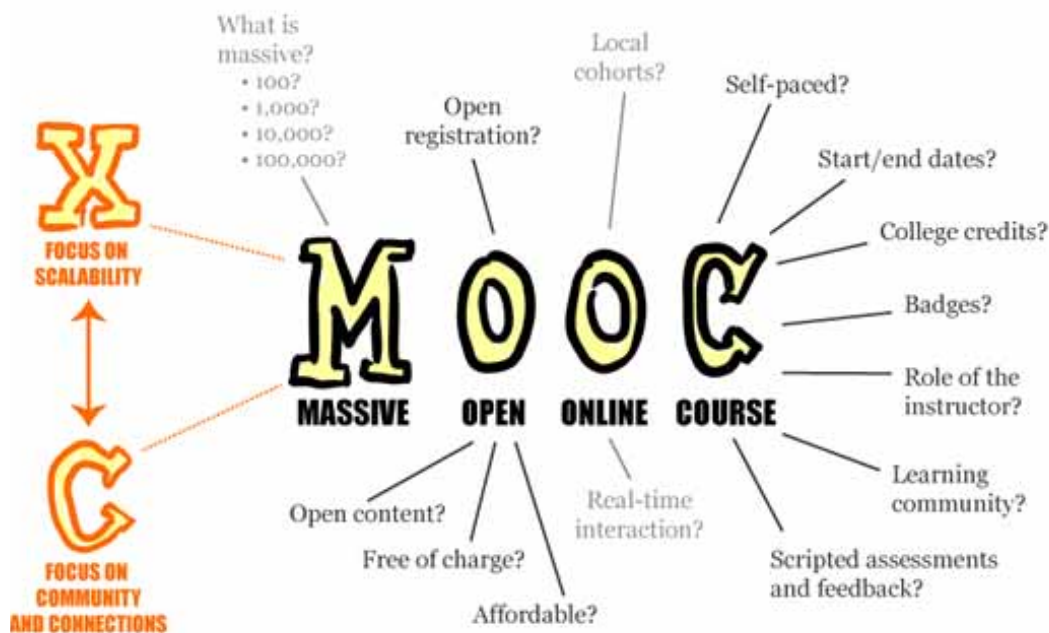 What is
massive?
• 100?
• 1,000?
• 10,000?
• 100,000?
Open
registration?
Local
cohorts?
Self-paced?
Start/end dates?
College credits?
Badges?
Role of the
instructor?
Learning
community?
Scripted assessments
and feedback?
X
FOCUS ON
SCALABILITY
C
FOCUS ON
COMMUNITY
AND CONNECTIONS
M O O C
MASSIVE OPEN ONLINE COURSE
Open content?
Free of charge?
Affordable?
Real-time
interaction?